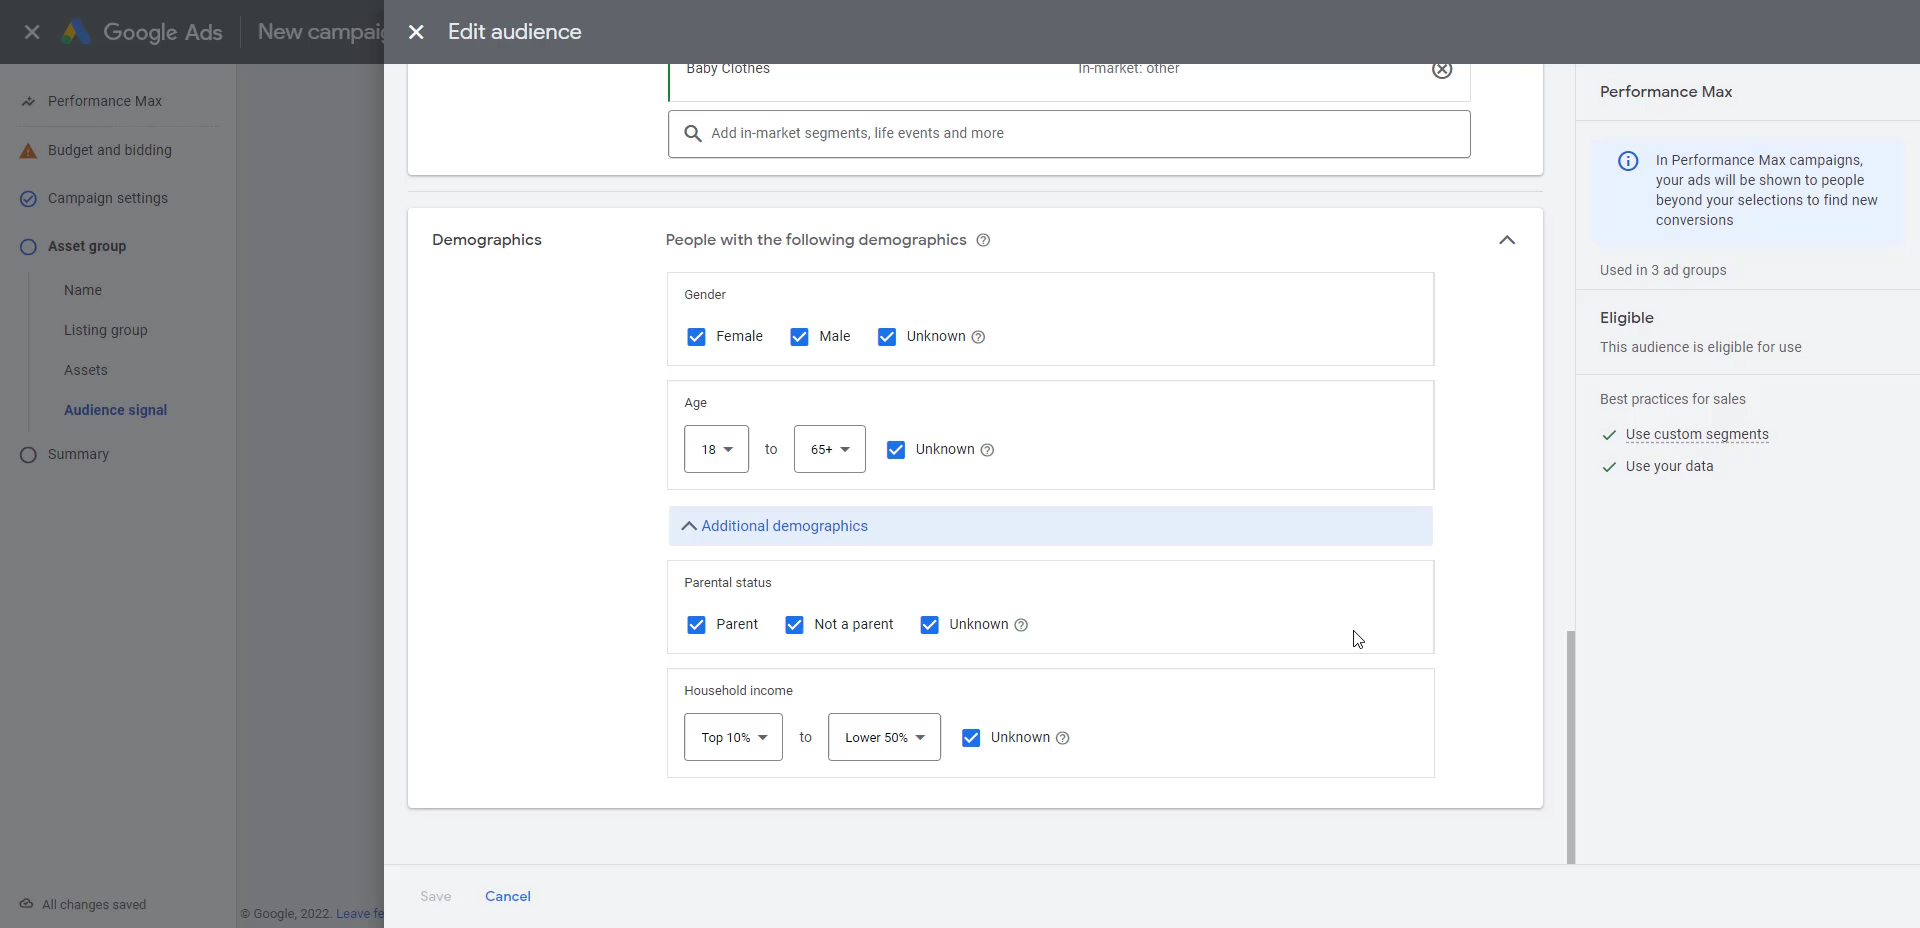 Google Ads
New campaig
Edit audience
Performance Max
Budget and bidding
Campaign settings
Asset group
Name
Listing group
Assets
Audience signal
Summary
All changes saved
© Google, 2022. Leave fe
Baby Clothes In-market: other
Add in-market segments, life events and more
Demographics
People with the following demographics
Gender
Female Male Unknown
Age
18 to 65+ Unknown
Additional demographics
Parental status
Parent Not a parent Unknown
Household income
Top 10% to Lower 50% Unknown
Save Cancel
Performance Max
In Performance Max campaigns,
your ads will be shown to people
beyond your selections to find new
conversions
Used in 3 ad groups
Eligible
This audience is eligible for use
Best practices for sales
Use custom segments
Use your data